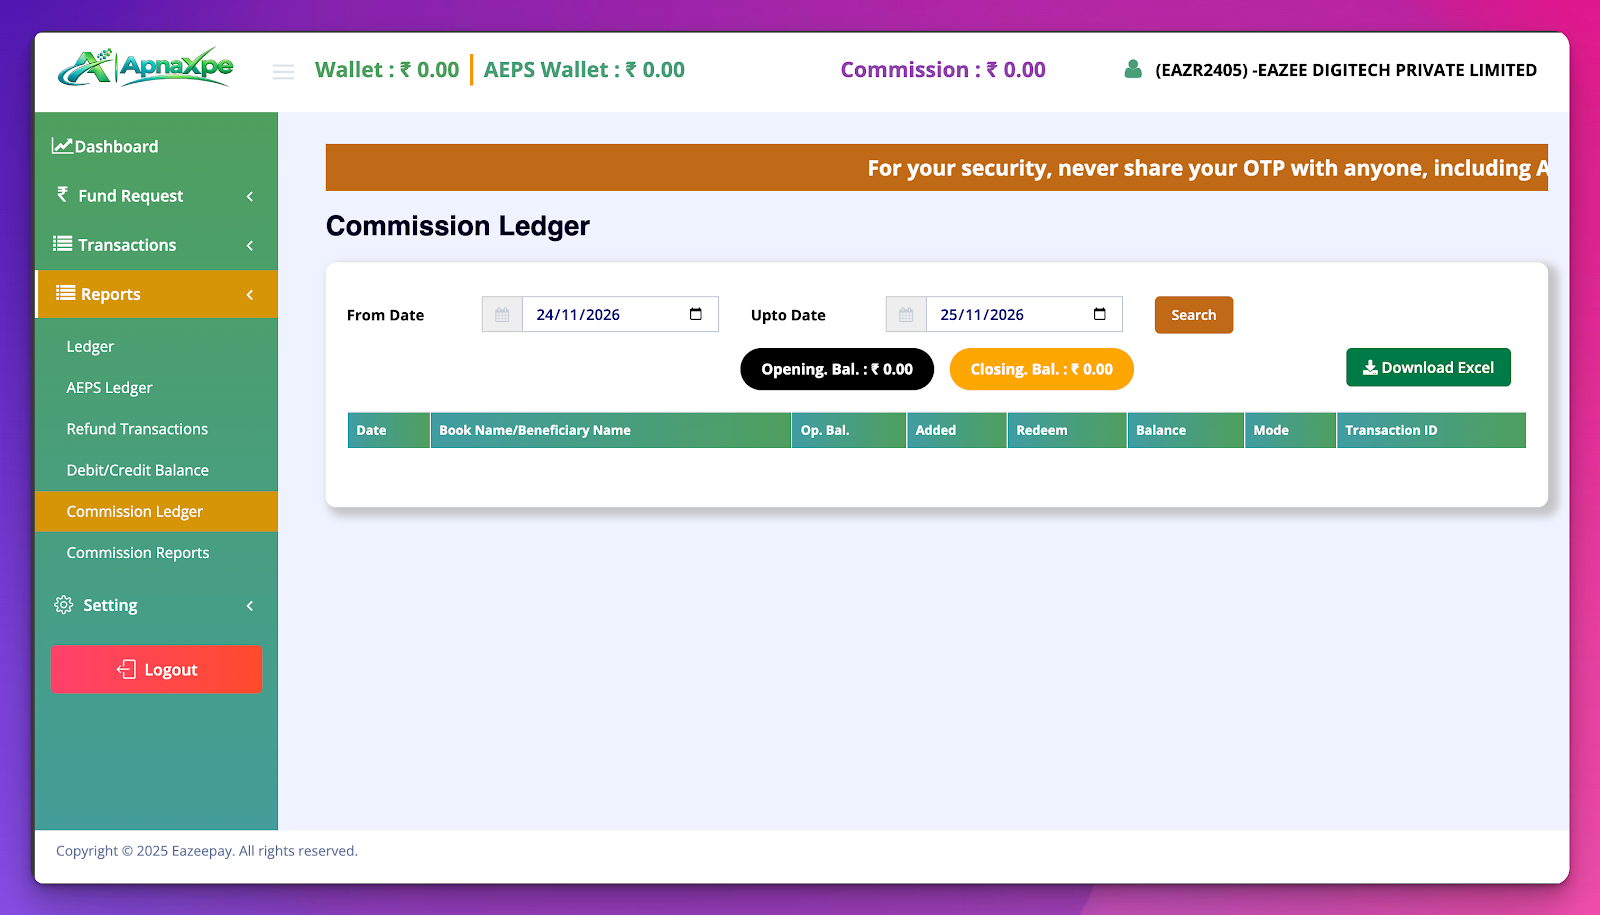 ApnaXpe
Wallet : ₹ 0.00
AEPS Wallet : ₹ 0.00
Commission : ₹ 0.00
(EAZR2405) -EAZEE DIGITECH PRIVATE LIMITED
Dashboard
Fund Request
Transactions
Reports
Ledger
AEPS Ledger
Refund Transactions
Debit/Credit Balance
Commission Ledger
Commission Reports
Setting
Logout
For your security, never share your OTP with anyone, including A
Commission Ledger
From Date
24/11/2026
Upto Date
25/11/2026
Search
Opening. Bal. : ₹ 0.00
Closing. Bal. : ₹ 0.00
Download Excel
Date Book Name/Beneficiary Name Op. Bal. Added Redeem Balance Mode Transaction ID
Copyright © 2025 Eazeepay. All rights reserved.